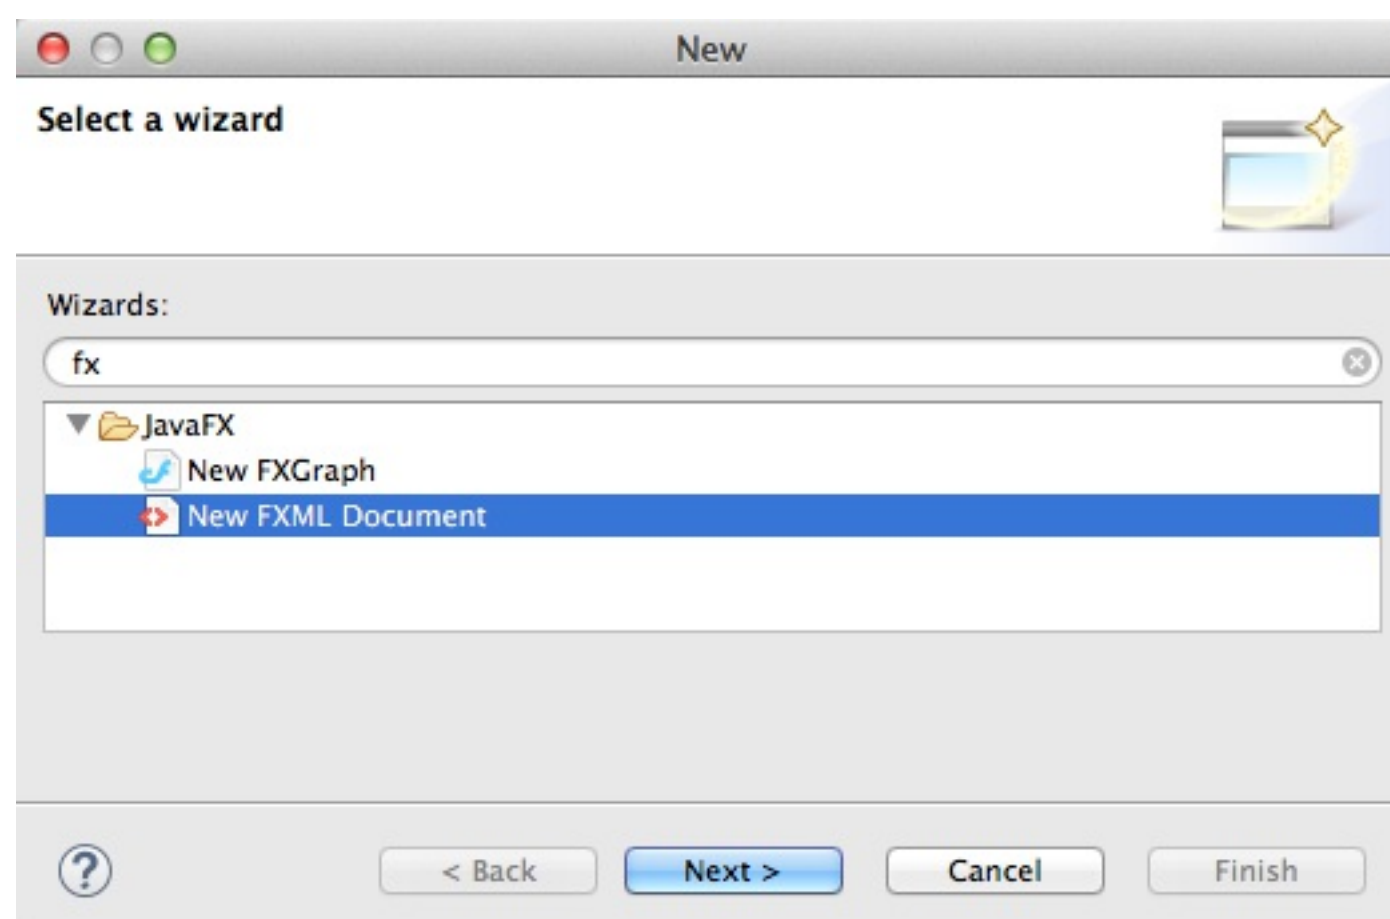 New
Select a wizard
Wizards:
fx
JavaFX
New FXGraph
New FXML Document
?
< Back
Next >
Cancel
Finish